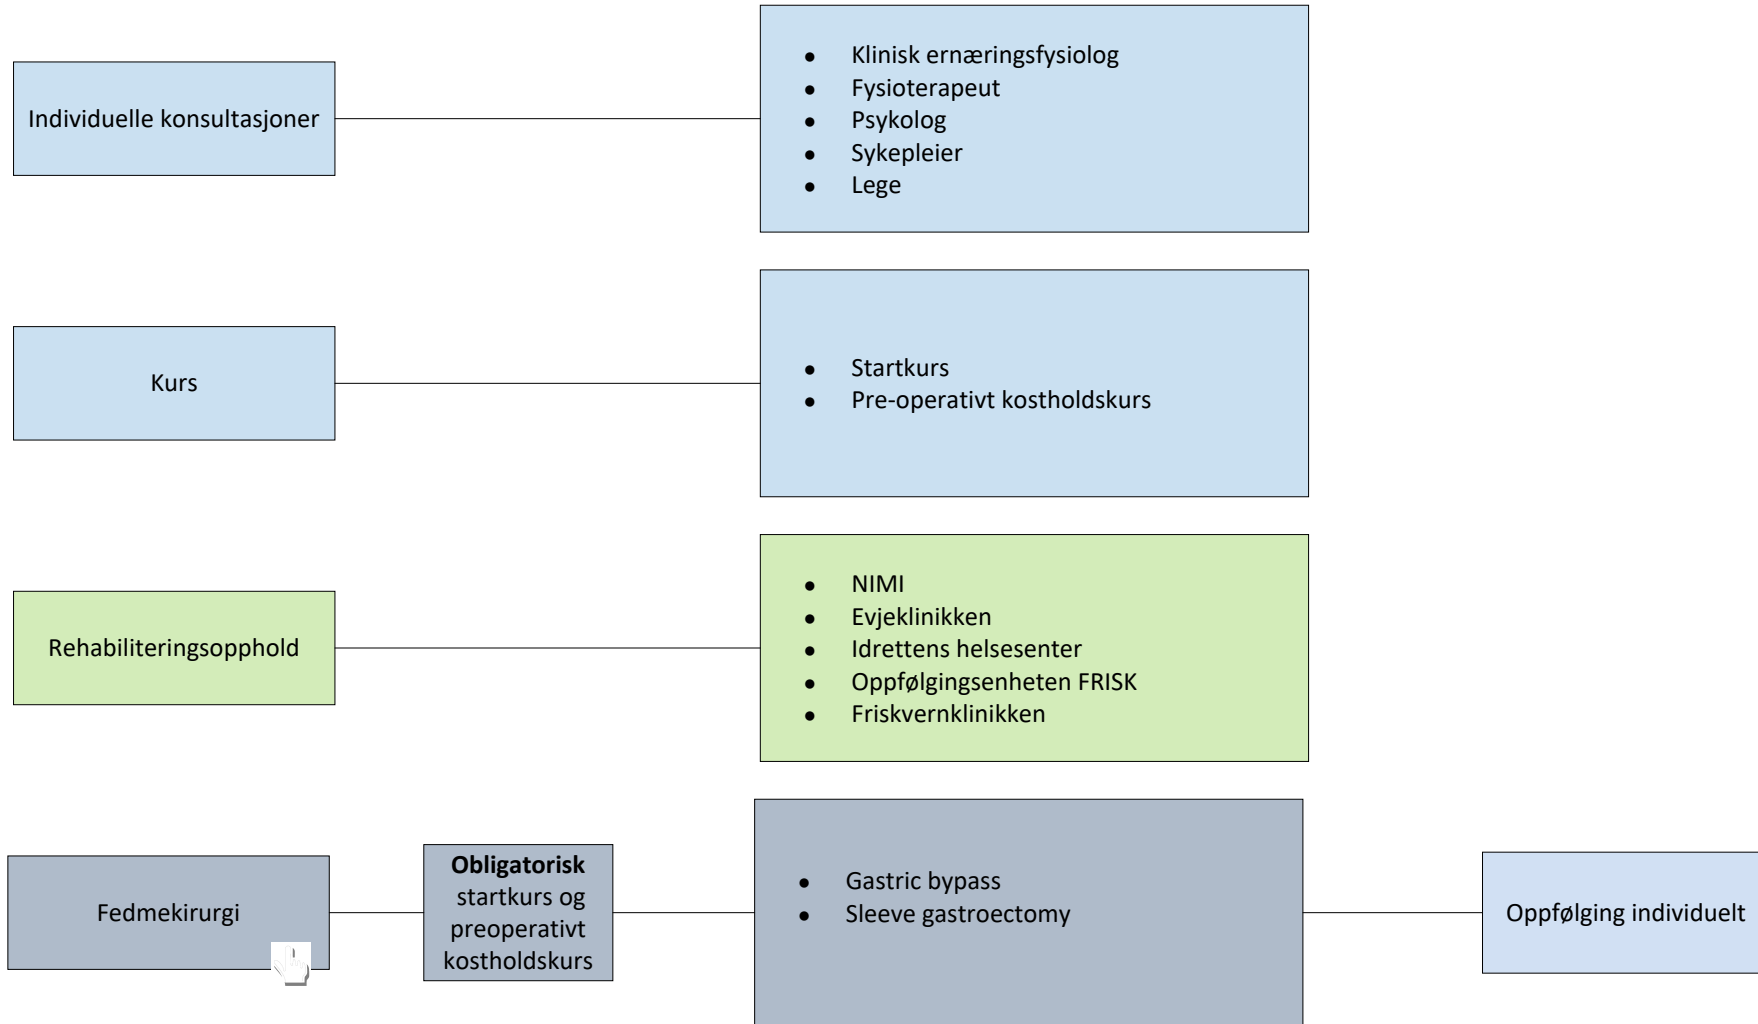 Individuelle konsultasjoner
• Klinisk ernæringsfysiolog
• Fysioterapeut
• Psykolog
• Sykepleier
• Lege
Kurs
• Startkurs
• Pre-operativt kostholdskurs
Rehabiliteringsopphold
• NIMI
• Evjeklinikken
• Idrettens helsesenter
• Oppfølgingsenheten FRISK
• Friskvernklinikken
Fedmekirurgi
Obligatorisk
startkurs og
preoperativt
kostholdskurs
• Gastric bypass
• Sleeve gastroectomy
Oppfølging individuelt